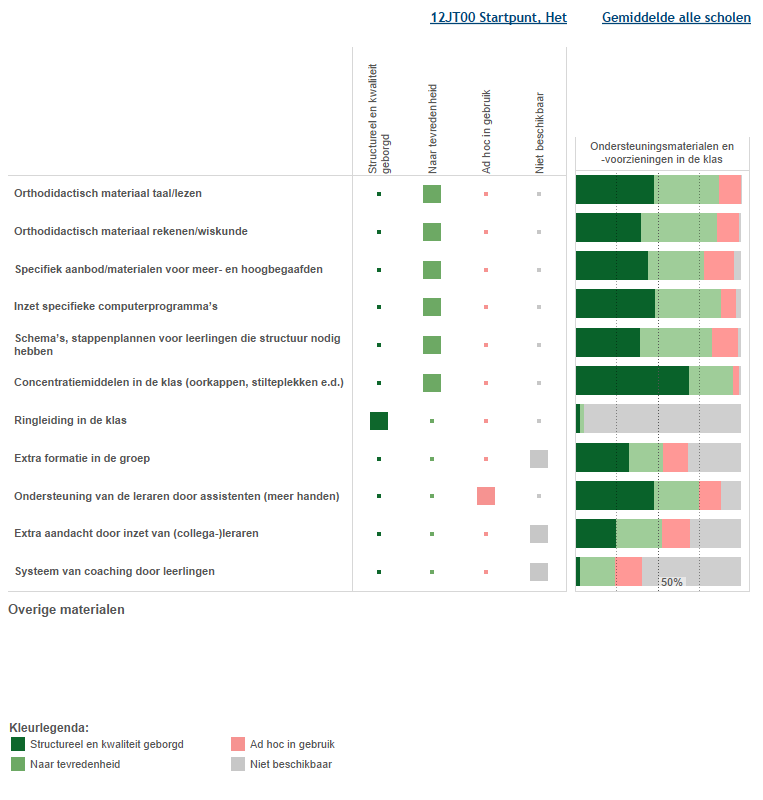 12JT00 Startpunt, Het
Gemiddelde alle scholen
Structureel en kwaliteit
geborgd
Naar tevredenheid
Ad hoc in gebruik
Niet beschikbaar
Ondersteuningsmaterialen en
-voorzieningen in de klas
Orthodidactisch materiaal taal/lezen
Orthodidactisch materiaal rekenen/wiskunde
Specifiek aanbod/materialen voor meer- en hoogbegaafden
Inzet specifieke computerprogramma's
Schema's, stappenplannen voor leerlingen die structuur nodig
hebben
Concentratiemiddelen in de klas (oorkappen, stilteplekken e.d.)
Ringleiding in de klas
Extra formatie in de groep
Ondersteuning van de leraren door assistenten (meer handen)
Extra aandacht door inzet van (collega-)leraren
Systeem van coaching door leerlingen
50%
Overige materialen
Kleurlegenda:
Structureel en kwaliteit geborgd
Ad hoc in gebruik
Naar tevredenheid
Niet beschikbaar